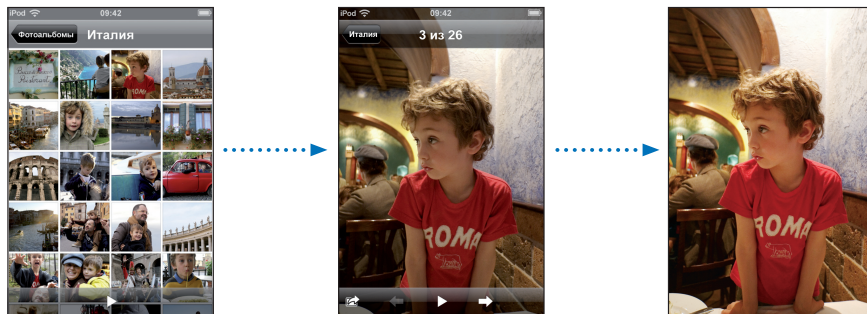 iPod 09:42
Фотоальбомы Италия
iPod 09:42
Италия 3 из 26
ROMA
ROMA